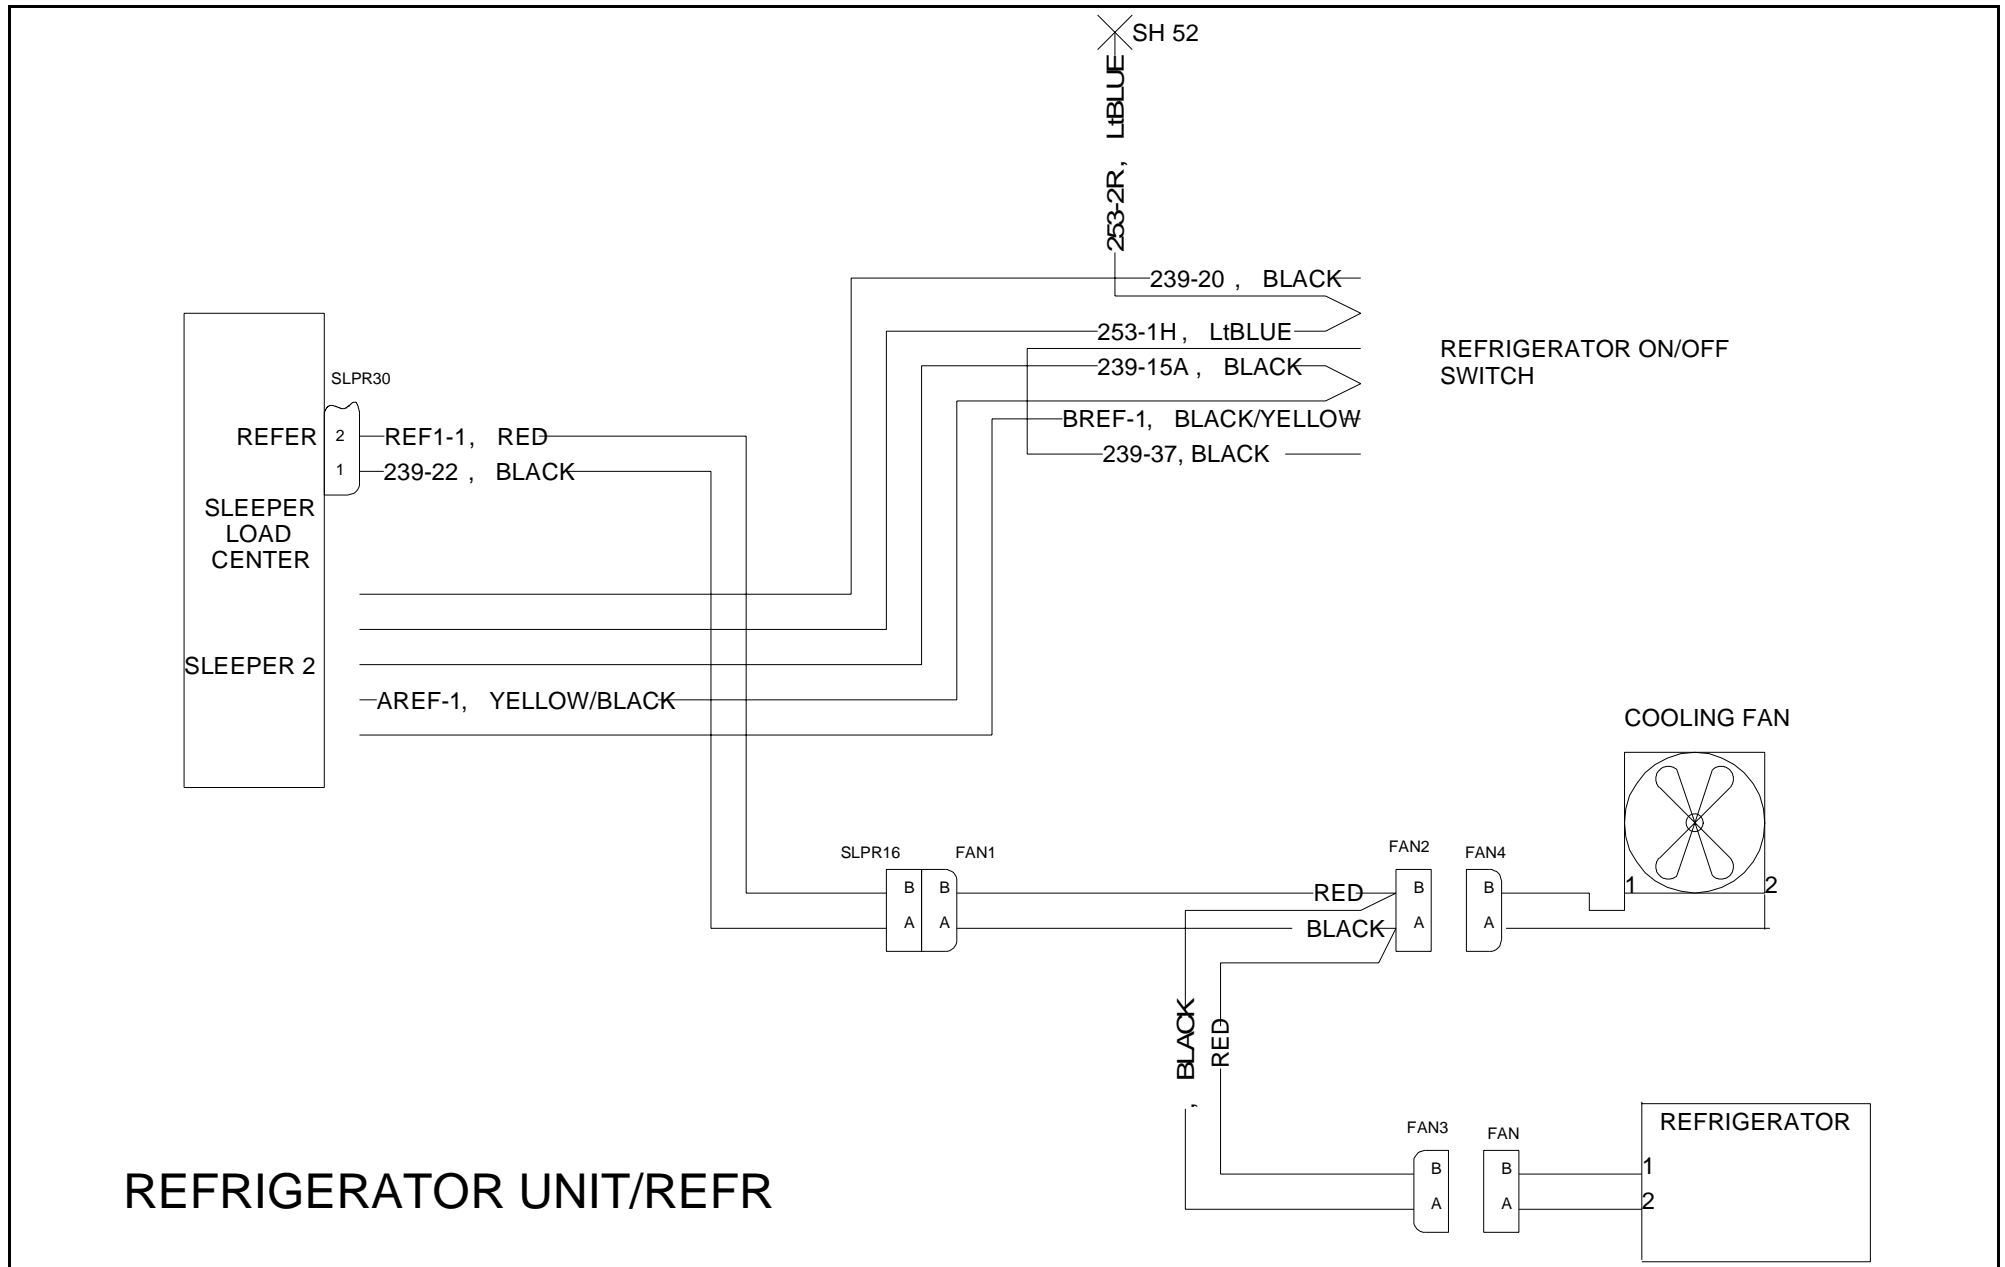 SH 52
253-2R, LtBLUE
239-20 , BLACK
253-1H , LtBLUE
239-15A , BLACK
BREF-1, BLACK/YELLOW
239-37, BLACK
REFRIGERATOR ON/OFF
SWITCH
SLPR30
REFER
2
REF1-1, RED
1
239-22 , BLACK
SLEEPER
LOAD
CENTER
SLEEPER 2
AREF-1, YELLOW/BLACK
COOLING FAN
1
2
SLPR16
FAN1
B
B
A
A
RED
BLACK
FAN2
FAN4
B
B
A
A
, BLACK
RED
FAN3
FAN
B
B
A
A
REFRIGERATOR
1
2
REFRIGERATOR UNIT/REFR